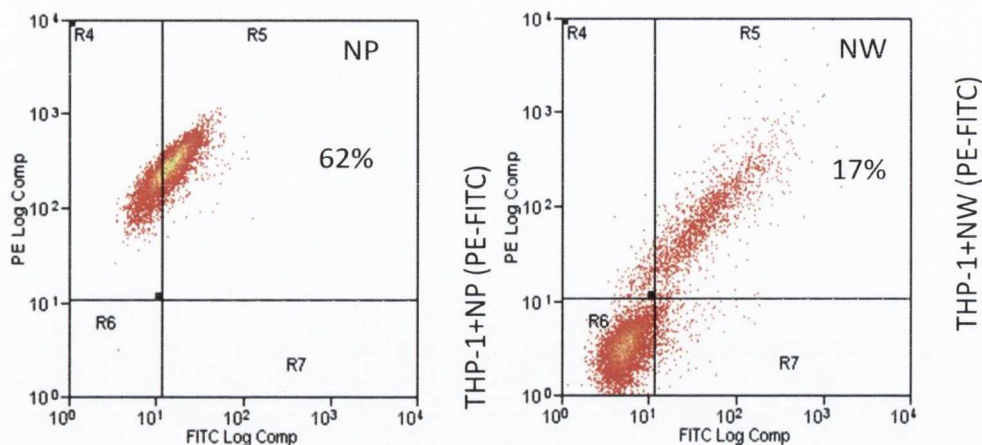 10⁴
R4
R5
NP
10³
62%
10²
PE Log Comp
10¹
R6
R7
10⁰
10⁰ 10¹ 10² 10³ 10⁴
FITC Log Comp
THP-1+NP (PE-FITC)
10⁴
R4
R5
NW
10³
17%
10²
PE Log Comp
10¹
R6
R7
10⁰
10⁰ 10¹ 10² 10³ 10⁴
FITC Log Comp
THP-1+NW (PE-FITC)